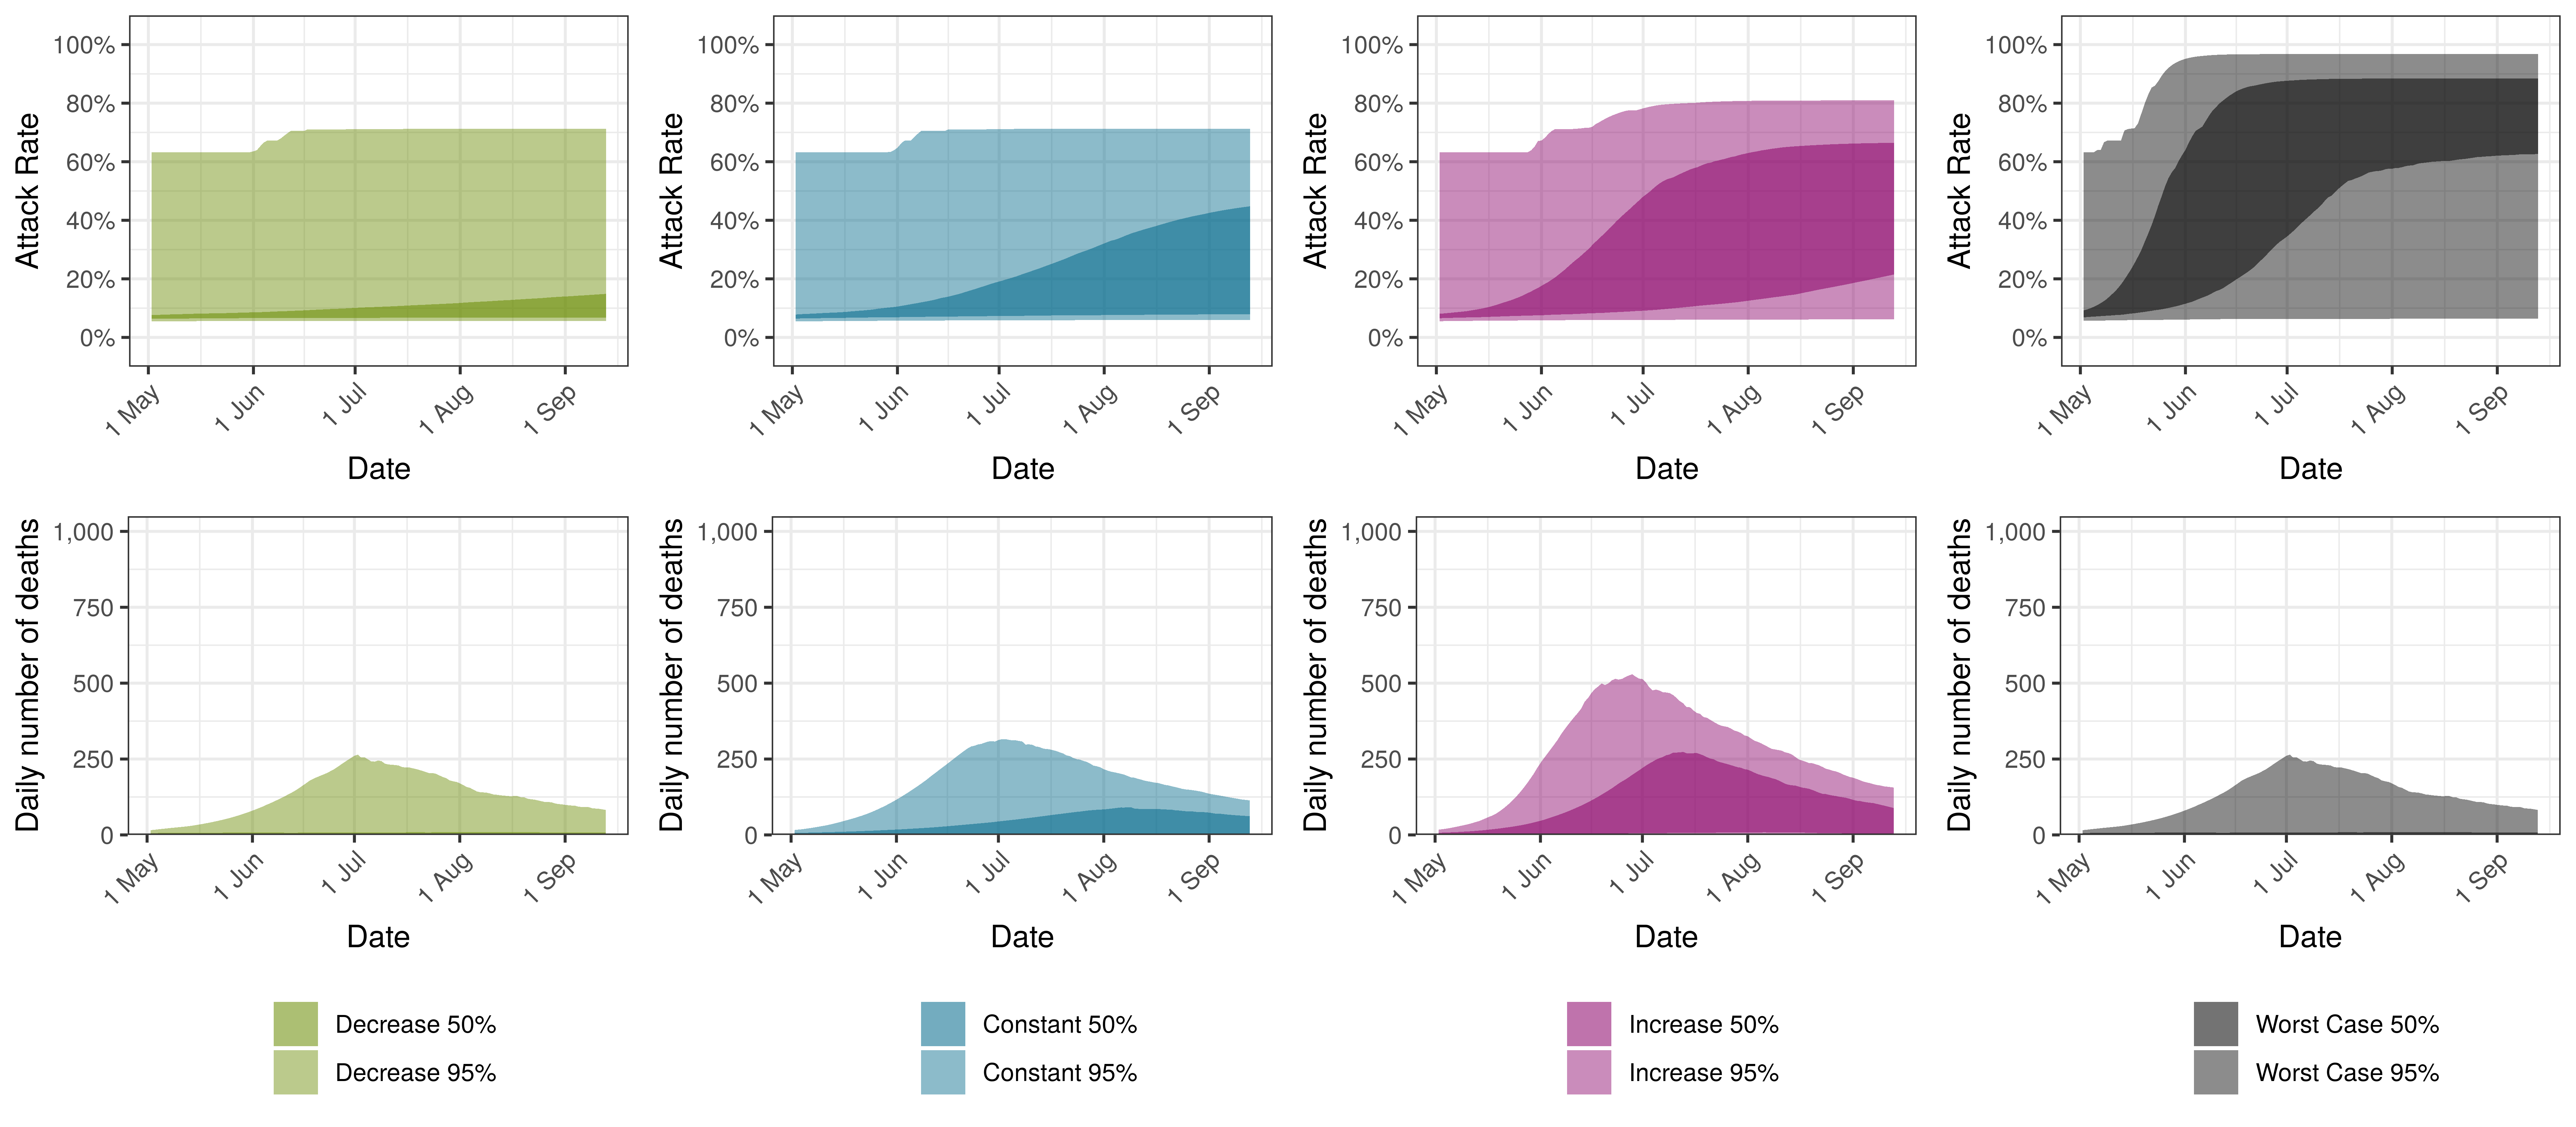 Attack Rate
100%
80%
60%
40%
20%
0%
1 May
1 Jun
1 Jul
1 Aug
1 Sep
Date
Attack Rate
100%
80%
60%
40%
20%
0%
1 May
1 Jun
1 Jul
1 Aug
1 Sep
Date
Attack Rate
100%
80%
60%
40%
20%
0%
1 May
1 Jun
1 Jul
1 Aug
1 Sep
Date
Attack Rate
100%
80%
60%
40%
20%
0%
1 May
1 Jun
1 Jul
1 Aug
1 Sep
Date
Daily number of deaths
1,000
750
500
250
0
1 May
1 Jun
1 Jul
1 Aug
1 Sep
Date
Daily number of deaths
1,000
750
500
250
0
1 May
1 Jun
1 Jul
1 Aug
1 Sep
Date
Daily number of deaths
1,000
750
500
250
0
1 May
1 Jun
1 Jul
1 Aug
1 Sep
Date
Daily number of deaths
1,000
750
500
250
0
1 May
1 Jun
1 Jul
1 Aug
1 Sep
Date
Decrease 50%
Decrease 95%
Constant 50%
Constant 95%
Increase 50%
Increase 95%
Worst Case 50%
Worst Case 95%